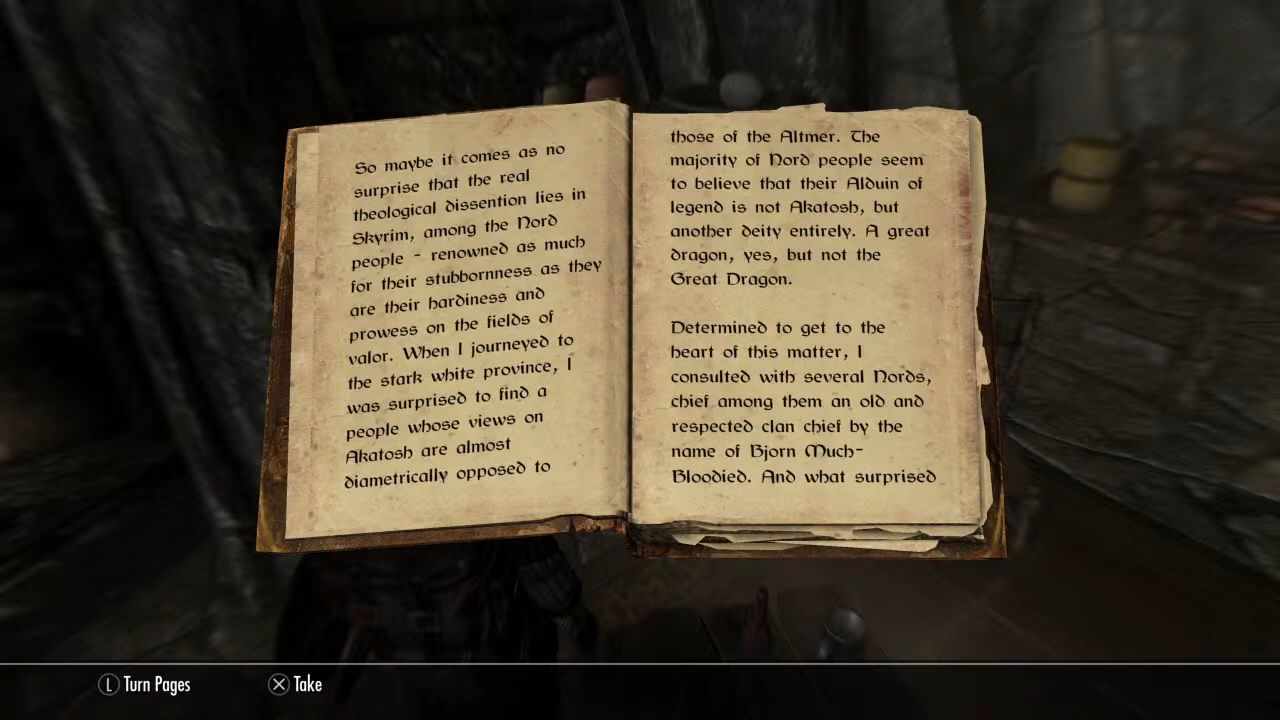 So maybe it comes as no
surprise that the real
theological dissention lies in
Skyrim, among the Nord
people - renowned as much
for their stubbornness as they
are their hardiness and
prowess on the fields of
valor. When I journeyed to
the stark white province, I
was surprised to find a
people whose views on
Akatosh are almost
diametrically opposed to
those of the Altmer. The
majority of Nord people seem
to believe that their Alduin of
legend is not Akatosh, but
another deity entirely. A great
dragon, yes, but not the
Great Dragon.
Determined to get to the
heart of this matter, I
consulted with several Nords,
chief among them an old and
respected clan chief by the
name of Bjorn Much-
Bloodied. And what surprised
L Turn Pages
X Take